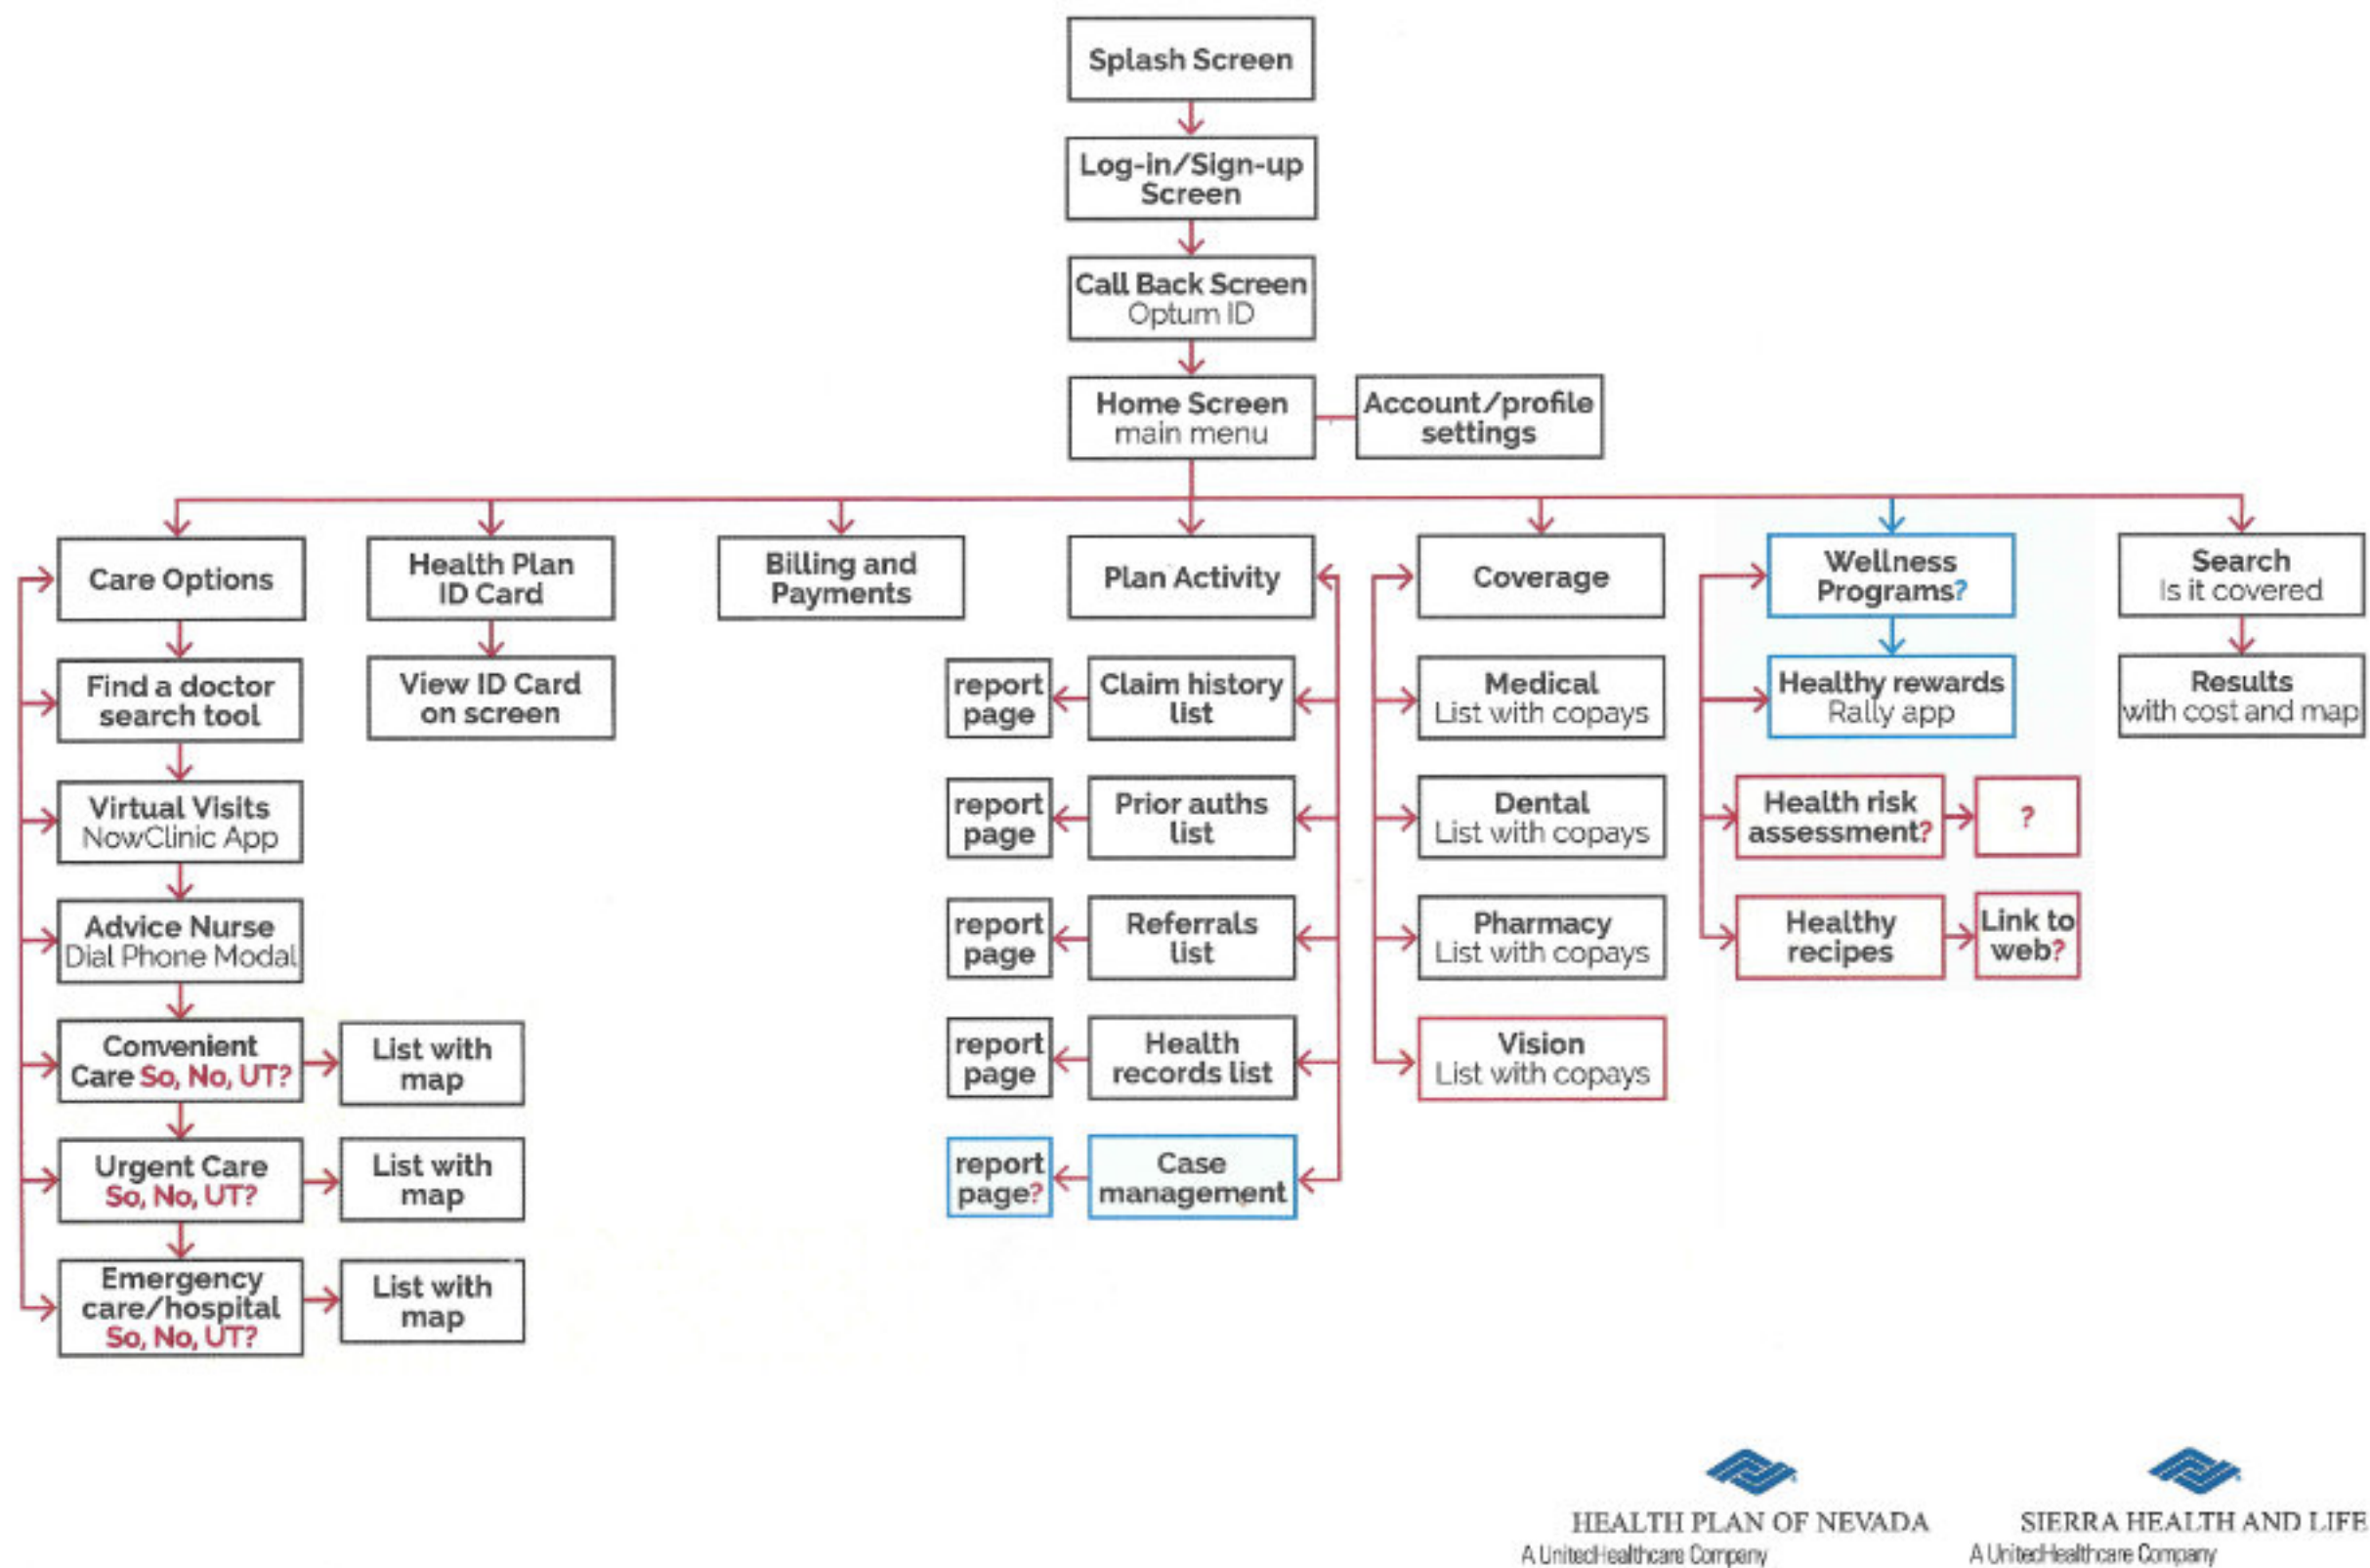 Splash Screen
Log-in/Sign-up
Screen
Call Back Screen
Optum ID
Home Screen
main menu
Account/profile
settings
Care Options
Health Plan
ID Card
Billing and
Payments
Plan Activity
Coverage
Wellness
Programs?
Search
Is it covered
Find a doctor
search tool
View ID Card
on screen
report
page
Claim history
list
Medical
List with copays
Healthy rewards
Rally app
Results
with cost and map
Virtual Visits
NowClinic App
report
page
Prior auths
list
Dental
List with copays
Health risk
assessment?
?
Advice Nurse
Dial Phone Modal
report
page
Referrals
list
Pharmacy
List with copays
Healthy
recipes
Link to
web?
Convenient
Care So, No, UT?
List with
map
report
page
Health
records list
Vision
List with copays
Urgent Care
So, No, UT?
List with
map
report
page?
Case
management
Emergency
care/hospital
So, No, UT?
List with
map
HEALTH PLAN OF NEVADA
A UnitedHealthcare Company
SIERRA HEALTH AND LIFE
A UnitedHealthcare Company